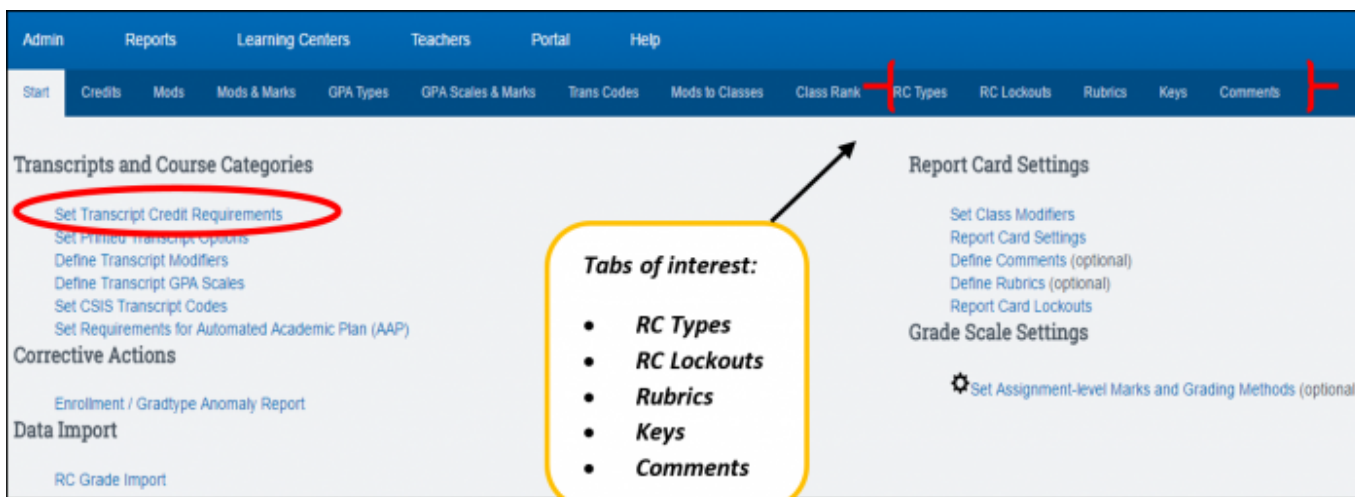 Admin Reports Learning Centers Teachers Portal Help
Start Credits Mods Mods & Marks GPA Types GPA Scales & Marks Trans Codes Mods to Classes Class Rank RC Types RC Lockouts Rubrics Keys Comments
Transcripts and Course Categories
Set Transcript Credit Requirements
Set Printed Transcript Options
Define Transcript Modifiers
Define Transcript GPA Scales
Set CSIS Transcript Codes
Set Requirements for Automated Academic Plan (AAP)
Corrective Actions
Enrollment / Gradtype Anomaly Report
Data Import
RC Grade Import
Tabs of interest:
• RC Types
• RC Lockouts
• Rubrics
• Keys
• Comments
Report Card Settings
Set Class Modifiers
Report Card Settings
Define Comments (optional)
Define Rubrics (optional)
Report Card Lockouts
Grade Scale Settings
Set Assignment-level Marks and Grading Methods (optional